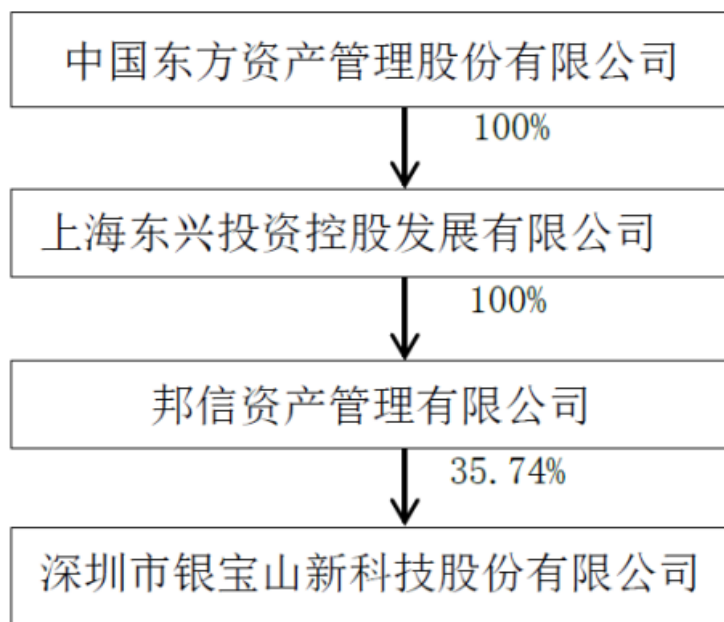 中国东方资产管理股份有限公司
100%
上海东兴投资控股发展有限公司
100%
邦信资产管理有限公司
35.74%
深圳市银宝山新科技股份有限公司